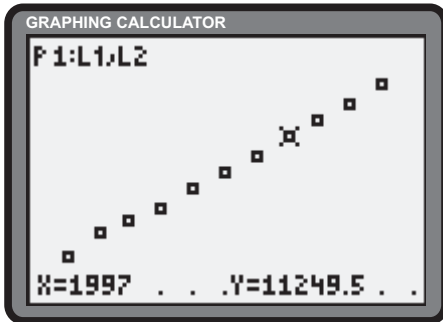 GRAPHING CALCULATOR
P1:L1,L2
X=1997 . . .Y=11249.5 . .